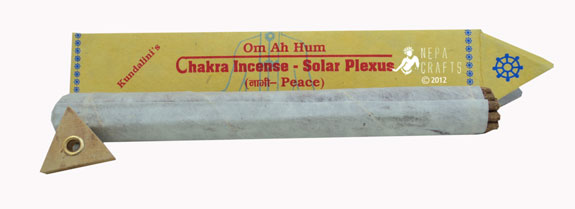 Kundalini's
Om Ah Hum
Chakra Incense - Solar Plexus
(नाभी– Peace)
NEPA
CRAFTS
© 2012